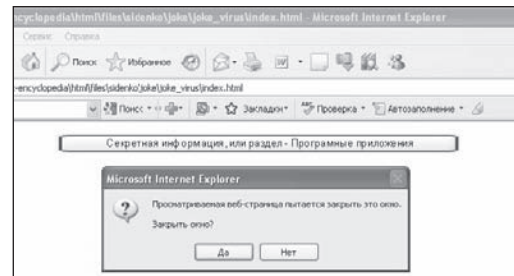 ncyclopedia\html\files\sidenko\joke\joke_virus\index.html - Microsoft Internet Explorer
Сервис Справка
Поиск Избранное
-encyclopedia\html\files\sidenko\joke\joke_virus\index.html
Поиск Закладки Проверка Автозаполнение
Секретная информация, или раздел - Програмные приложения
Microsoft Internet Explorer
Просматриваемая веб-страница пытается закрыть это окно.
Закрыть окно?
Да Нет